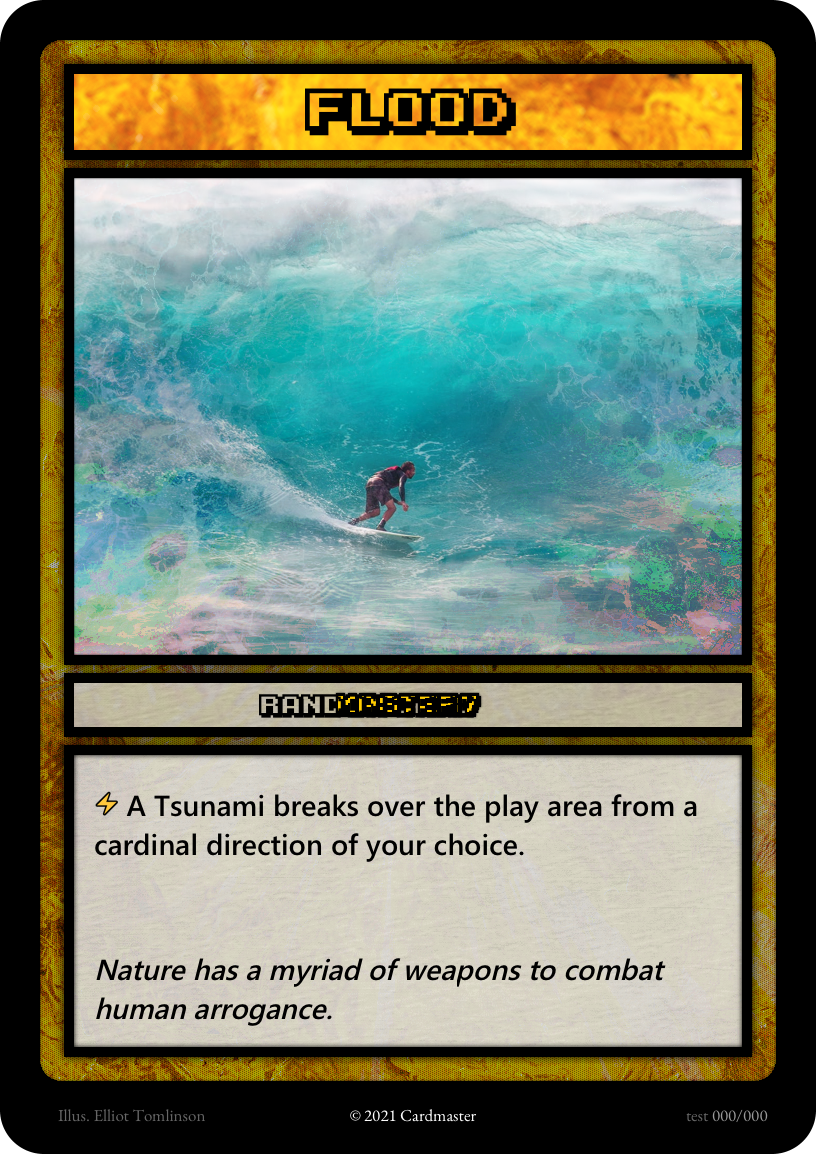 FLOOD
⚡ A Tsunami breaks over the play area from a
cardinal direction of your choice.
Nature has a myriad of weapons to combat
human arrogance.
Illus. Elliot Tomlinson
© 2021 Cardmaster
test 000/000